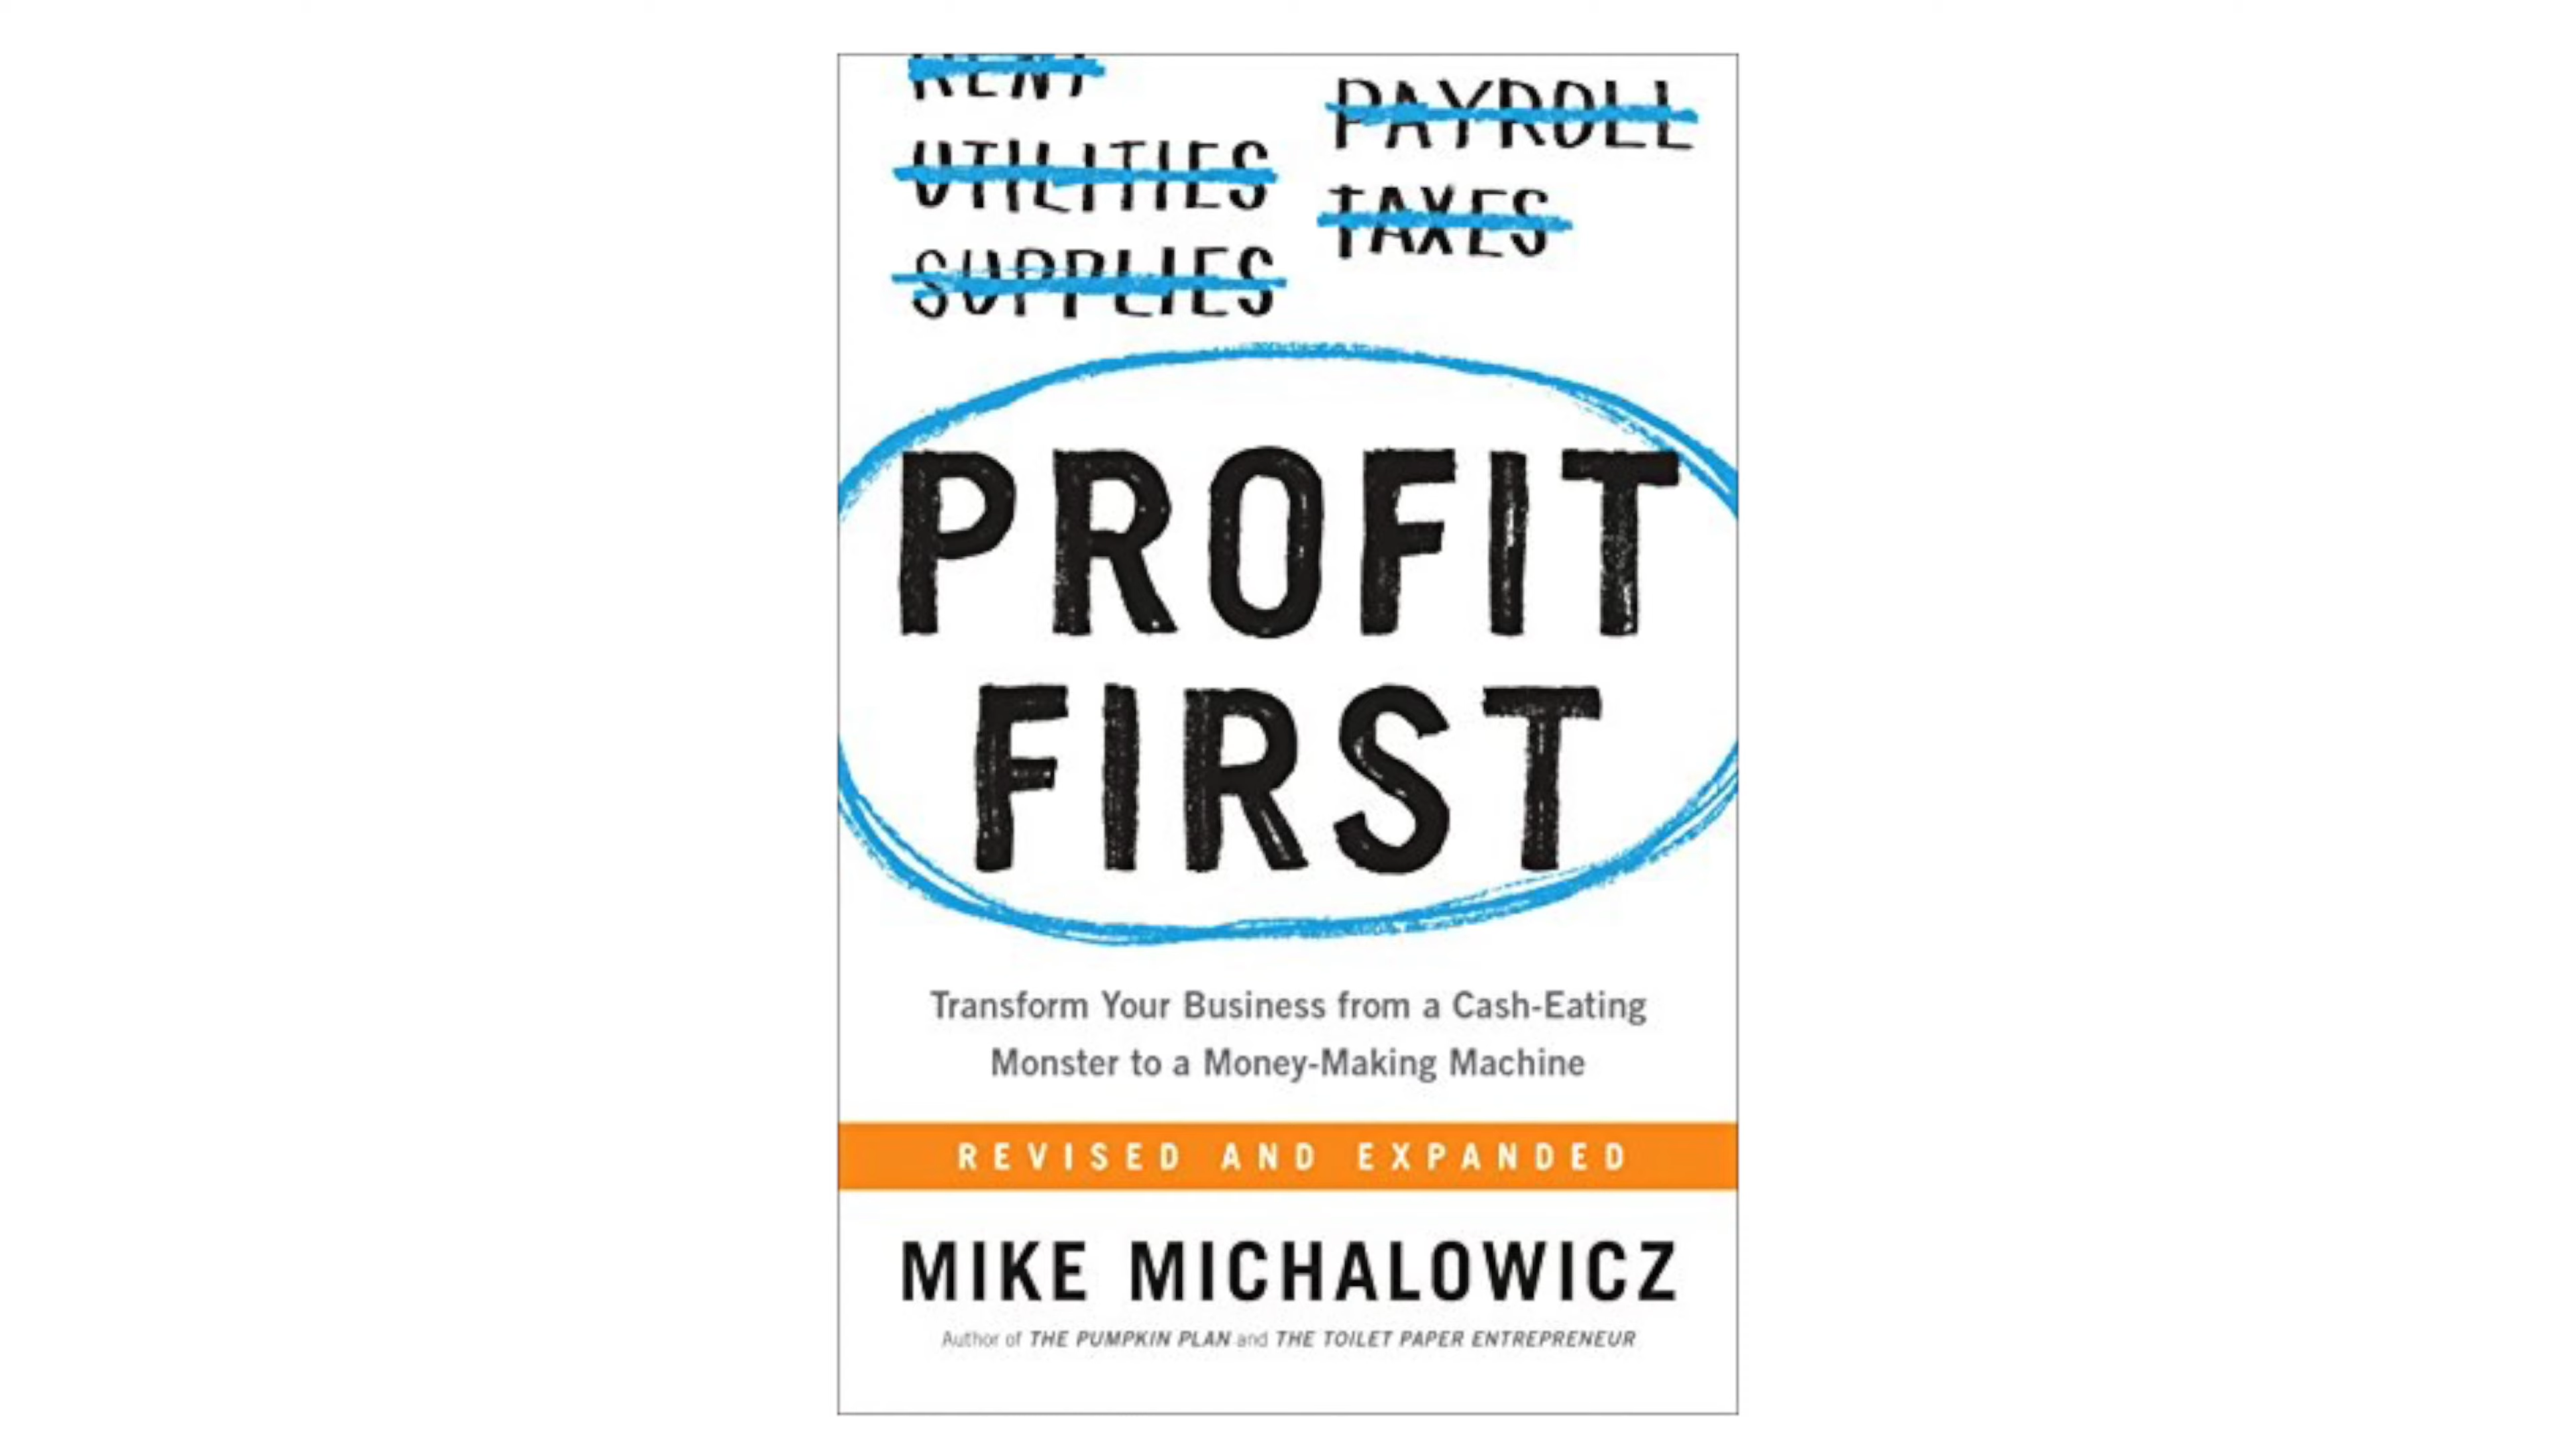 RENT
UTILITIES
SUPPLIES
PAYROLL
TAXES
PROFIT
FIRST
Transform Your Business from a Cash-Eating
Monster to a Money-Making Machine
REVISED AND EXPANDED
MIKE MICHALOWICZ
Author of THE PUMPKIN PLAN and THE TOILET PAPER ENTREPRENEUR